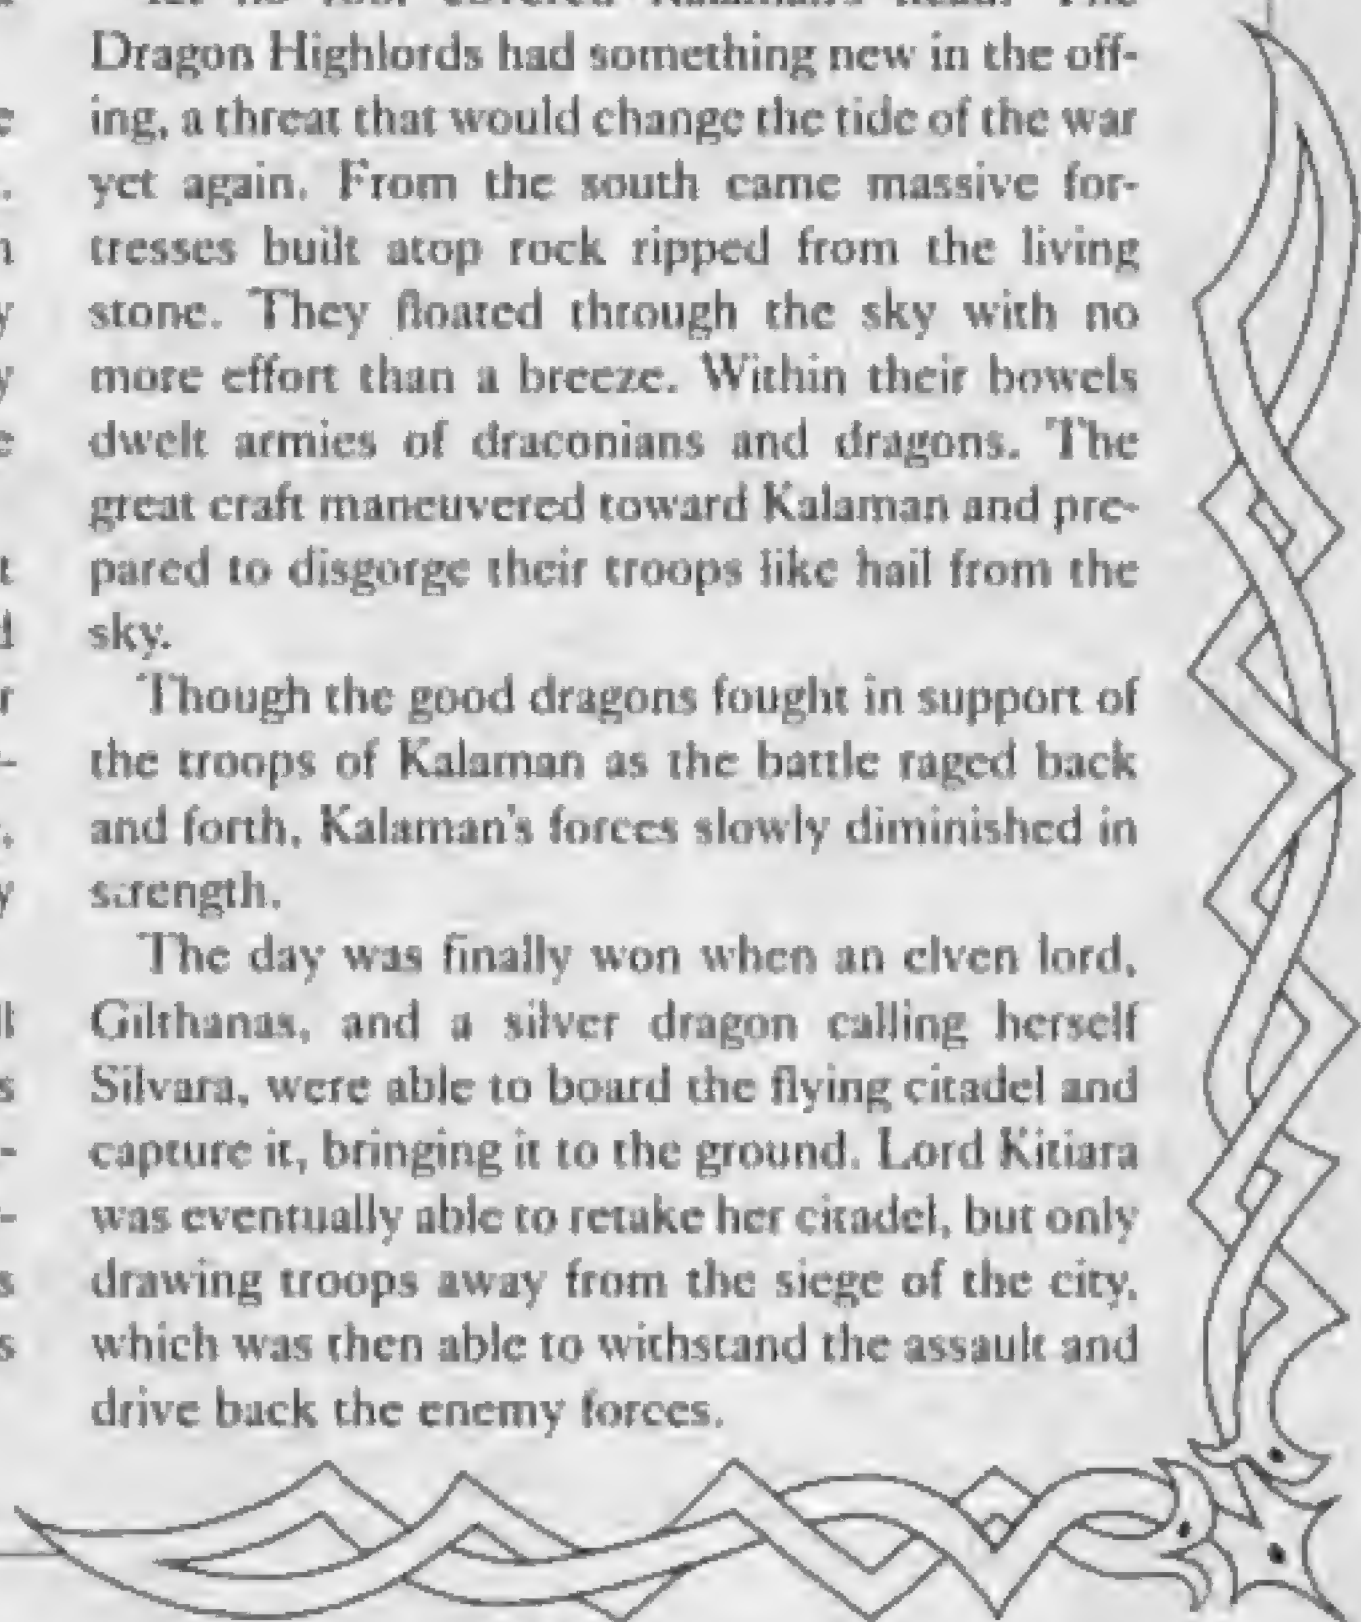 Dragon Highlords had something new in the off-
ing, a threat that would change the tide of the war
yet again. From the south came massive for-
tresses built atop rock ripped from the living
stone. They floated through the sky with no
more effort than a breeze. Within their bowels
dwelt armies of draconians and dragons. The
great craft maneuvered toward Kalaman and pre-
pared to disgorge their troops like hail from the
sky.
Though the good dragons fought in support of
the troops of Kalaman as the battle raged back
and forth, Kalaman's forces slowly diminished in
strength.
The day was finally won when an elven lord,
Gilthanas, and a silver dragon calling herself
Silvara, were able to board the flying citadel and
capture it, bringing it to the ground. Lord Kitiara
was eventually able to retake her citadel, but only
drawing troops away from the siege of the city,
which was then able to withstand the assault and
drive back the enemy forces.